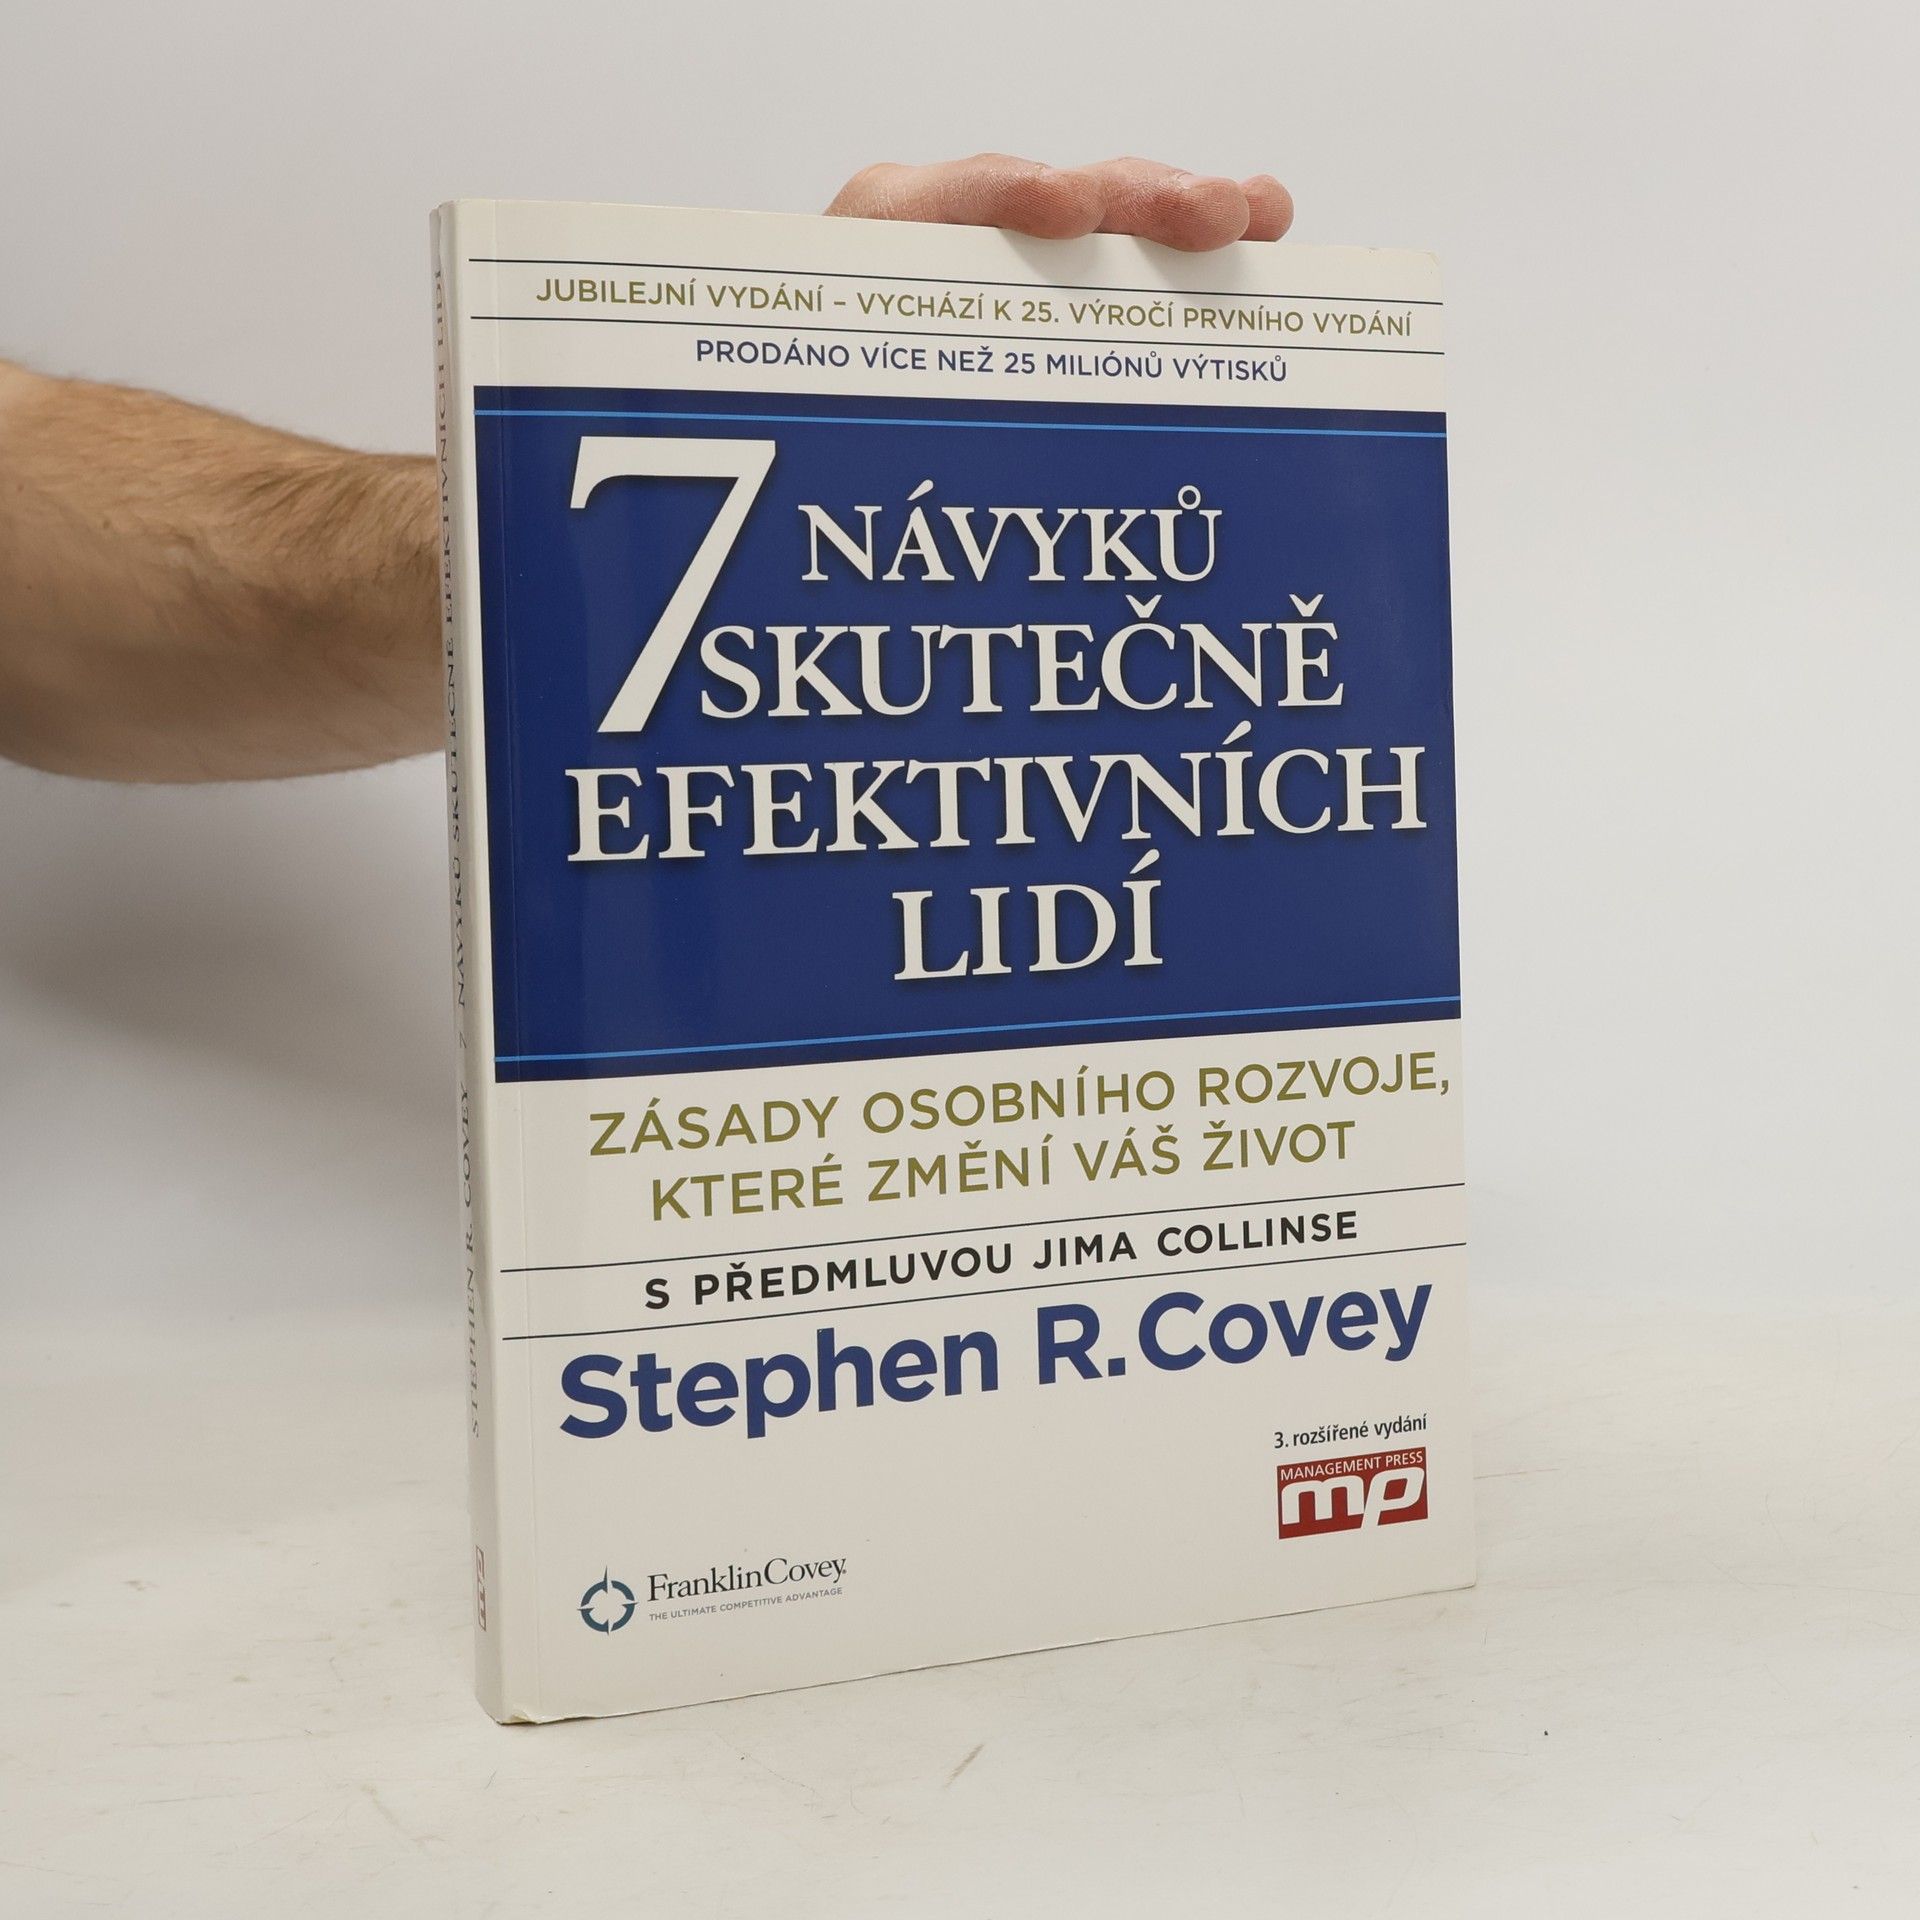 JUBILEJNÍ VYDÁNÍ – VYCHÁZÍ K 25. VÝROČÍ PRVNÍHO VYDÁNÍ
PRODÁNO VÍCE NEŽ 25 MILIÓNŮ VÝTISKŮ
7 NÁVYKŮ
SKUTEČNĚ
EFEKTIVNÍCH
LIDÍ
ZÁSADY OSOBNÍHO ROZVOJE,
KTERÉ ZMĚNÍ VÁŠ ŽIVOT
S PŘEDMLUVOU JIMA COLLINSE
Stephen R. Covey
3. rozšířené vydání
MANAGEMENT PRESS
mp
FranklinCovey®
THE ULTIMATE COMPETITIVE ADVANTAGE
STEPHEN R. COVEY 7 NÁVYKŮ SKUTEČNĚ EFEKTIVNÍCH LIDÍ
mp